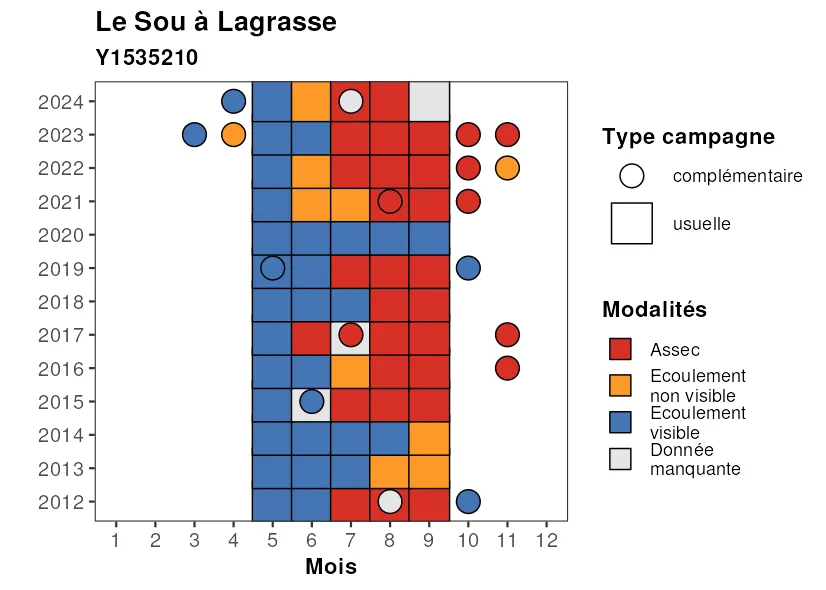 Le Sou à Lagrasse
Y1535210
2024
2023
2022
2021
2020
2019
2018
2017
2016
2015
2014
2013
2012
1 2 3 4 5 6 7 8 9 10 11 12
Mois
Type campagne
complémentaire
usuelle
Modalités
Assec
Ecoulement
non visible
Ecoulement
visible
Donnée
manquante